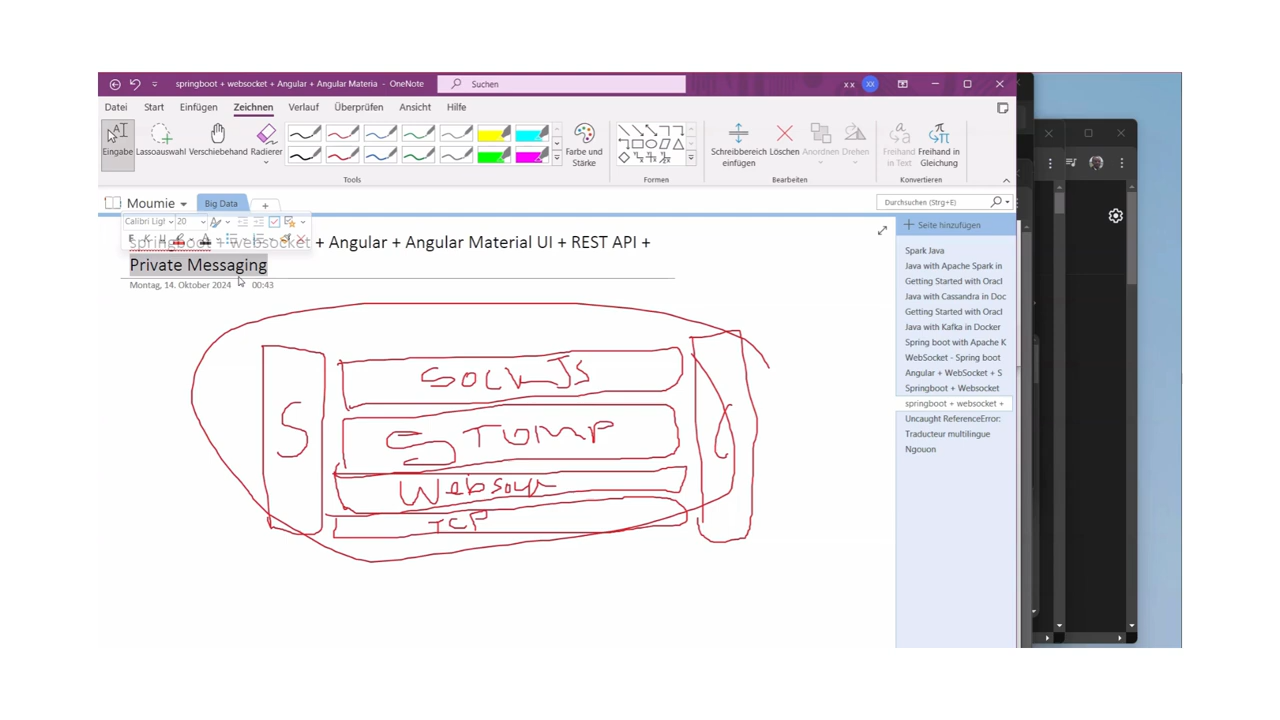 springboot + websocket + Angular + Angular Materia - OneNote
Suchen
x x
XX
Datei Start Einfügen Zeichnen Verlauf Überprüfen Ansicht Hilfe
Eingabe
Lassoauswahl
Verschiebehand
Radierer
Farbe und
Stärke
Schreibbereich
einfügen
Löschen
Anordnen
Drehen
Freihand
in Text
Freihand in
Gleichung
Tools
Formen
Bearbeiten
Konvertieren
Moumie
Big Data
Durchsuchen (Strg+E)
Calibri Ligh
20
springboot + websocket + Angular + Angular Material UI + REST API +
Private Messaging
Montag, 14. Oktober 2024 00:43
S
STOMP
Websock
TCP
C
Seite hinzufügen
Spark Java
Java with Apache Spark in
Getting Started with Oracl
Java with Cassandra in Doc
Getting Started with Oracl
Java with Kafka in Docker
Spring boot with Apache K
WebSocket - Spring boot
Angular + WebSocket + S
Springboot + Websocket
springboot + websocket +
Uncaught ReferenceError:
Traducteur multilingue
Ngouon